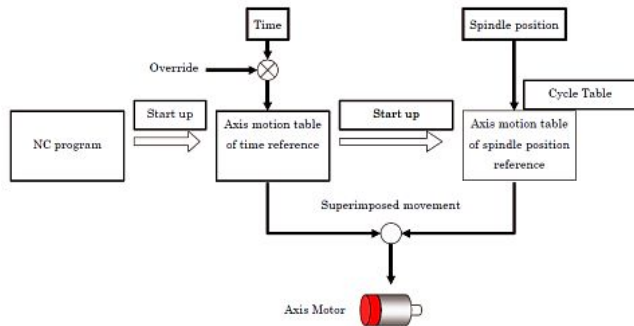 Time
Spindle position
Override
Cycle Table
Start up
Start up
NC program
Axis motion table
of time reference
Axis motion table
of spindle position
reference
Superimposed movement
Axis Motor